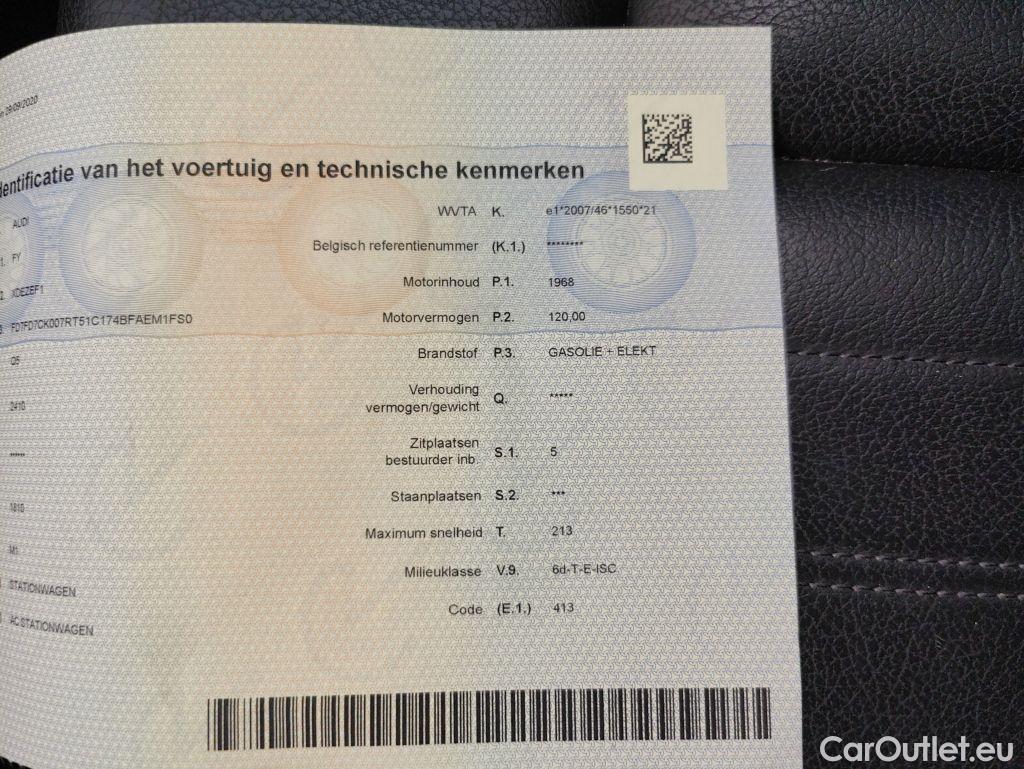 n 29/09/2020
dentificatie van het voertuig en technische kenmerken
AUDI
1. FY
2. XDEZEF1
3. FD7FD7CK007RT51C174BFAEM1FS0
Q5
2410
******
1810
M1
STATIONWAGEN
AC STATIONWAGEN
WVTA K. e1*2007/46*1550*21
Belgisch referentienummer (K.1.) ********
Motorinhoud P.1. 1968
Motorvermogen P.2. 120,00
Brandstof P.3. GASOLIE + ELEKT
Verhouding
vermogen/gewicht Q. *****
Zitplaatsen
bestuurder inb. S.1. 5
Staanplaatsen S.2. ***
Maximum snelheid T. 213
Milieuklasse V.9. 6d-T-E-ISC
Code (E.1.) 413
CarOutlet.eu